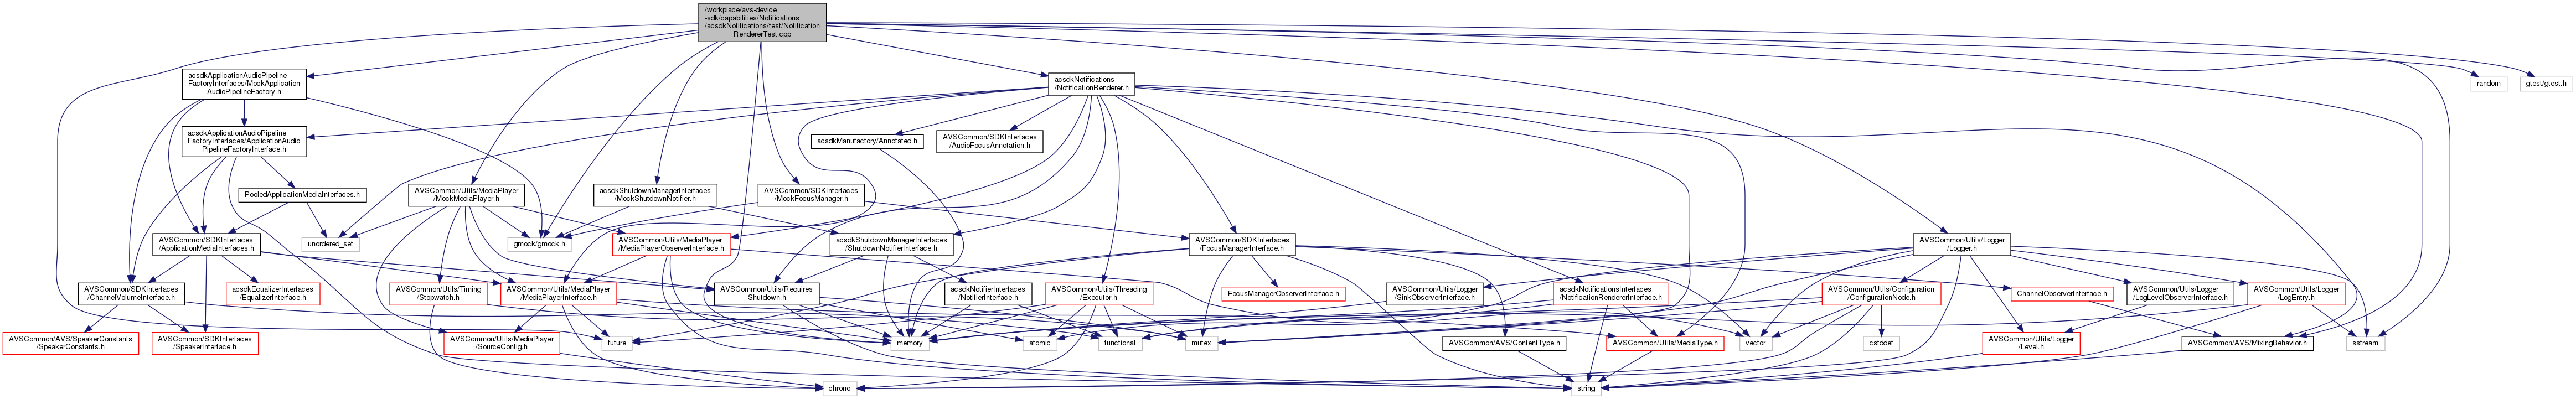 /workplace/avs-device
-sdk/capabilities/Notifications
/acsdkNotifications/test/Notification
RendererTest.cpp
acsdkApplicationAudioPipeline
FactoryInterfaces/MockApplication
AudioPipelineFactory.h
acsdkNotifications
/NotificationRenderer.h
random
gtest/gtest.h
acsdkApplicationAudioPipeline
FactoryInterfaces/ApplicationAudio
PipelineFactoryInterface.h
acsdkManufactory/Annotated.h
AVSCommon/SDKInterfaces
/AudioFocusAnnotation.h
PooledApplicationMediaInterfaces.h
AVSCommon/Utils/MediaPlayer
/MockMediaPlayer.h
acsdkShutdownManagerInterfaces
/MockShutdownNotifier.h
AVSCommon/SDKInterfaces
/MockFocusManager.h
AVSCommon/SDKInterfaces
/ApplicationMediaInterfaces.h
unordered_set
gmock/gmock.h
AVSCommon/Utils/MediaPlayer
/MediaPlayerObserverInterface.h
acsdkShutdownManagerInterfaces
/ShutdownNotifierInterface.h
AVSCommon/SDKInterfaces
/FocusManagerInterface.h
AVSCommon/Utils/Logger
/Logger.h
AVSCommon/SDKInterfaces
/ChannelVolumeInterface.h
acsdkEqualizerInterfaces
/EqualizerInterface.h
AVSCommon/Utils/Timing
/Stopwatch.h
AVSCommon/Utils/MediaPlayer
/MediaPlayerInterface.h
AVSCommon/Utils/Require
Shutdown.h
acsdkNotifierInterfaces
/NotifierInterface.h
AVSCommon/Utils/Threading
/Executor.h
FocusManagerObserverInterface.h
AVSCommon/Utils/Logger
/SinkObserverInterface.h
acsdkNotificationsInterfaces
/NotificationRendererInterface.h
AVSCommon/Utils/Configuration
/ConfigurationNode.h
ChannelObserverInterface.h
AVSCommon/Utils/Logger
/LogLevelObserverInterface.h
AVSCommon/Utils/Logger
/LogEntry.h
AVSCommon/AVS/SpeakerConstants
/SpeakerConstants.h
AVSCommon/SDKInterfaces
/SpeakerInterface.h
AVSCommon/Utils/MediaPlayer
/SourceConfig.h
future
memory
atomic
functional
mutex
AVSCommon/AVS/ContentType.h
AVSCommon/Utils/MediaType.h
vector
cstddef
AVSCommon/Utils/Logger
/Level.h
AVSCommon/AVS/MixingBehavior.h
sstream
chrono
string